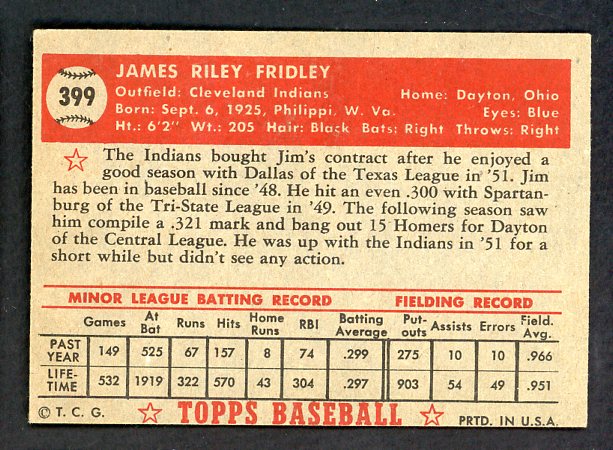 399
JAMES RILEY FRIDLEY
Outfield: Cleveland Indians Home: Dayton, Ohio
Born: Sept. 6, 1925, Philippi, W. Va. Eyes: Blue
Ht.: 6'2" Wt.: 205 Hair: Black Bats: Right Throws: Right
The Indians bought Jim's contract after he enjoyed a
good season with Dallas of the Texas League in '51. Jim
has been in baseball since '48. He hit an even .300 with Spartan-
burg of the Tri-State League in '49. The following season saw
him compile a .321 mark and bang out 15 Homers for Dayton
of the Central League. He was up with the Indians in '51 for a
short while but didn't see any action.
MINOR LEAGUE BATTING RECORD FIELDING RECORD
Games At Bat Runs Hits Home Runs RBI Batting Average Put-outs Assists Errors Field. Avg.
PAST YEAR 149 525 67 157 8 74 .299 275 10 10 .966
LIFE-TIME 532 1919 322 570 43 304 .297 903 54 49 .951
© T. C. G. TOPPS BASEBALL PRTD. IN U.S.A.